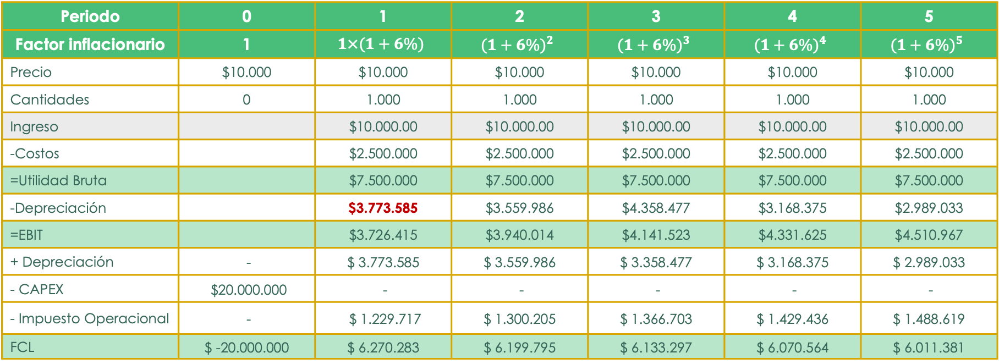 Periodo 0 1 2 3 4 5
Factor inflacionario 1 1×(1 + 6%) (1 + 6%)² (1 + 6%)³ (1 + 6%)⁴ (1 + 6%)⁵
Precio $10.000 $10.000 $10.000 $10.000 $10.000 $10.000
Cantidades 0 1.000 1.000 1.000 1.000 1.000
Ingreso $10.000.00 $10.000.00 $10.000.00 $10.000.00 $10.000.00
-Costos $2.500.000 $2.500.000 $2.500.000 $2.500.000 $2.500.000
=Utilidad Bruta $7.500.000 $7.500.000 $7.500.000 $7.500.000 $7.500.000
-Depreciación $3.773.585 $3.559.986 $4.358.477 $3.168.375 $2.989.033
=EBIT $3.726.415 $3.940.014 $4.141.523 $4.331.625 $4.510.967
+ Depreciación - $ 3.773.585 $ 3.559.986 $ 3.358.477 $ 3.168.375 $ 2.989.033
- CAPEX $20.000.000 - - - - -
- Impuesto Operacional - $ 1.229.717 $ 1.300.205 $ 1.366.703 $ 1.429.436 $ 1.488.619
FCL $ -20.000.000 $ 6.270.283 $ 6.199.795 $ 6.133.297 $ 6.070.564 $ 6.011.381